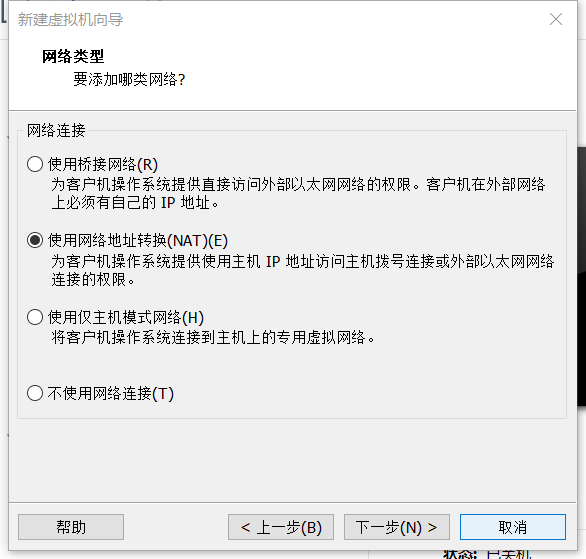 新建虚拟机向导
网络类型
要添加哪类网络?
网络连接
使用桥接网络(R)
为客户机操作系统提供直接访问外部以太网网络的权限。客户机在外部网络
上必须有自己的 IP 地址。
使用网络地址转换(NAT)(E)
为客户机操作系统提供使用主机 IP 地址访问主机拨号连接或外部以太网网络
连接的权限。
使用仅主机模式网络(H)
将客户机操作系统连接到主机上的专用虚拟网络。
不使用网络连接(T)
帮助
< 上一步(B)
下一步(N) >
取消
状态: 已关机